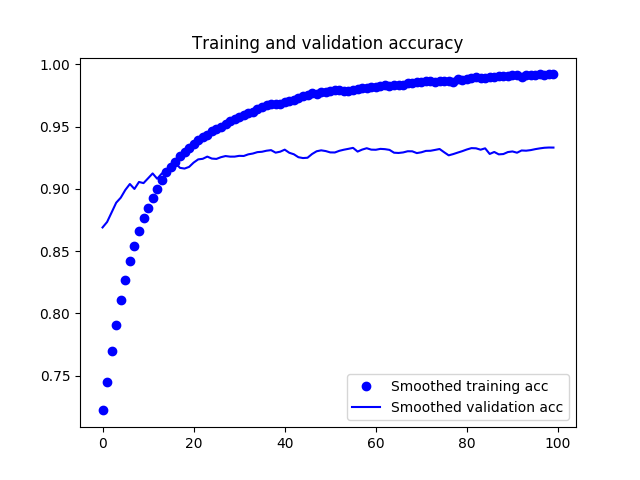 Training and validation accuracy
1.00
0.95
0.90
0.85
0.80
0.75
Smoothed training acc
Smoothed validation acc
0 20 40 60 80 100